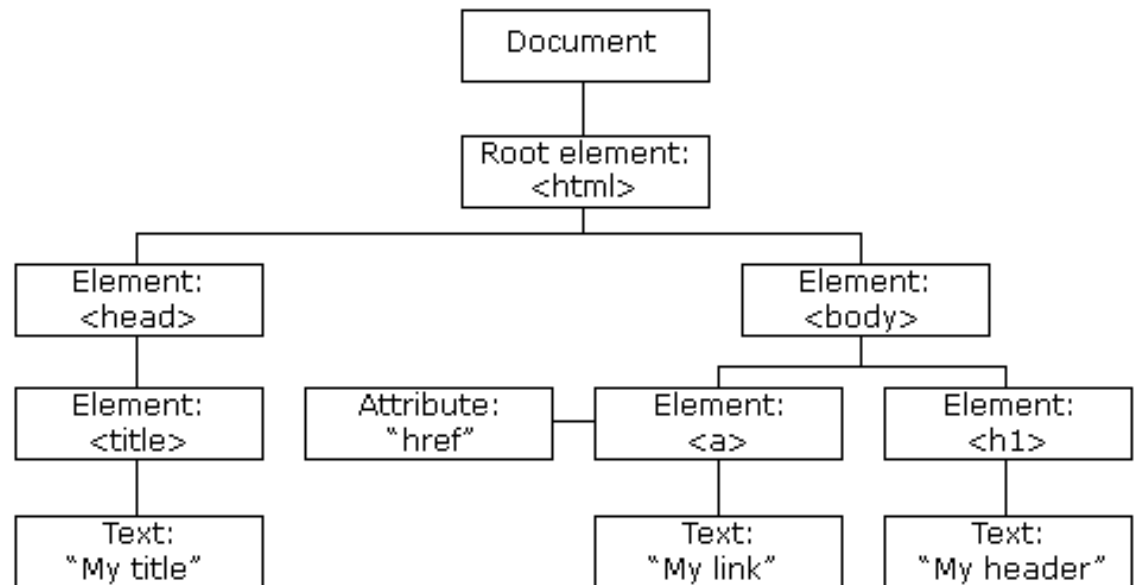 Document
Root element:
<html>
Element:
<head>
Element:
<body>
Element:
<title>
Attribute:
“href”
Element:
<a>
Element:
<h1>
Text:
“My title”
Text:
“My link”
Text:
“My header”